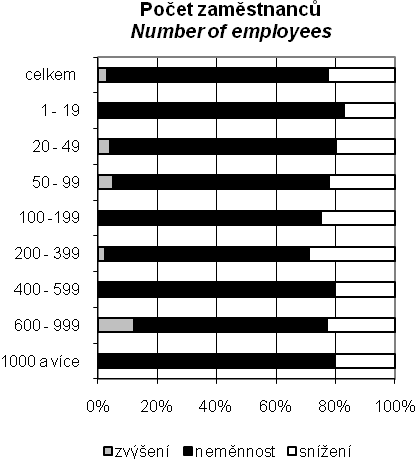 Počet zaměstnanců
Number of employees
celkem
1 - 19
20 - 49
50 - 99
100 -199
200 - 399
400 - 599
600 - 999
1000 a více
0% 20% 40% 60% 80% 100%
zvýšení neměnnost snížení